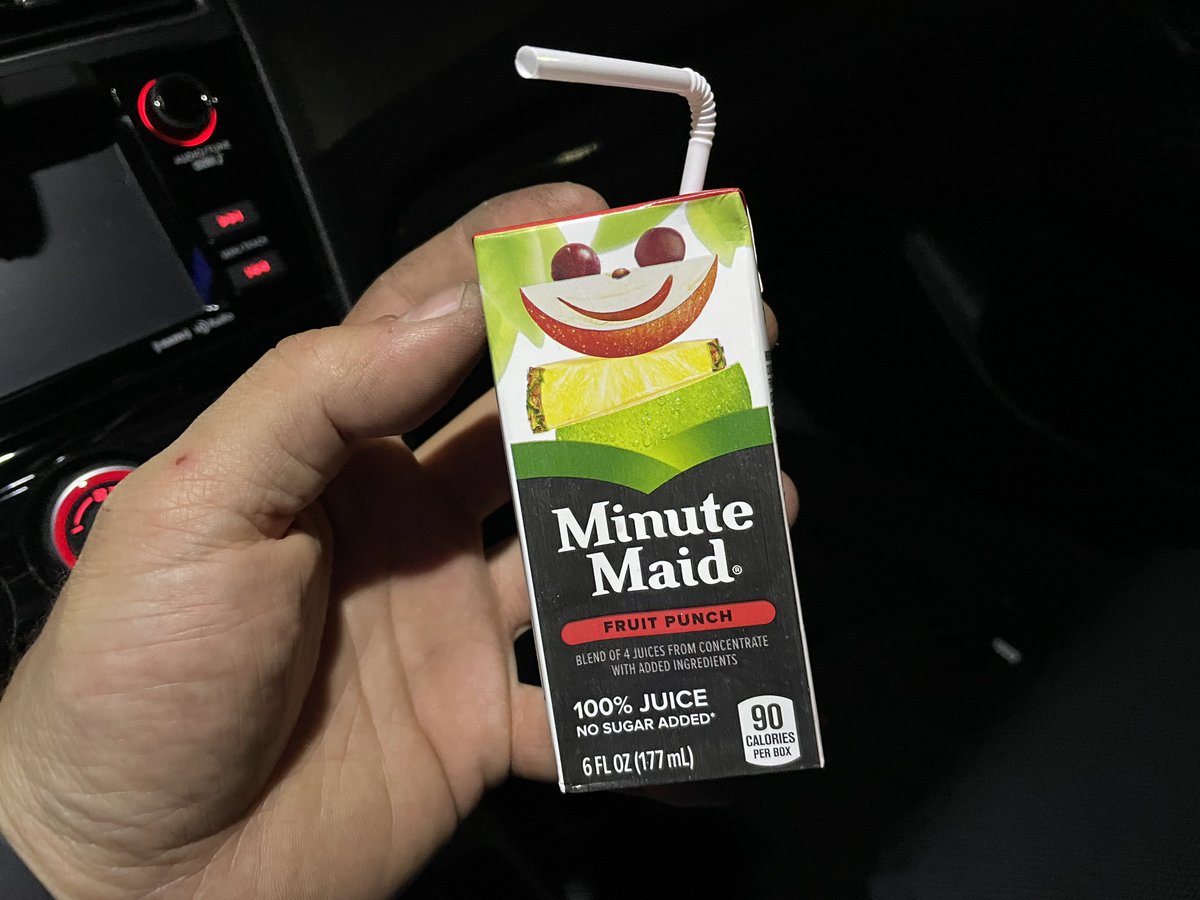 Minute
Maid®
FRUIT PUNCH
BLEND OF 4 JUICES FROM CONCENTRATE
WITH ADDED INGREDIENTS
100% JUICE
NO SUGAR ADDED*
6 FL OZ (177 mL)
90
CALORIES
PER BOX